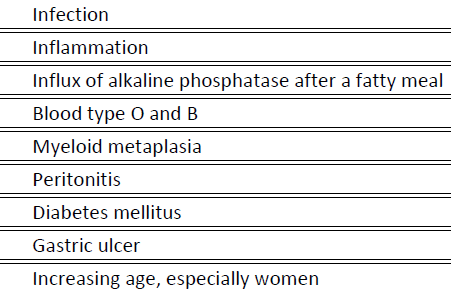 Infection
Inflammation
Influx of alkaline phosphatase after a fatty meal
Blood type O and B
Myeloid metaplasia
Peritonitis
Diabetes mellitus
Gastric ulcer
Increasing age, especially women